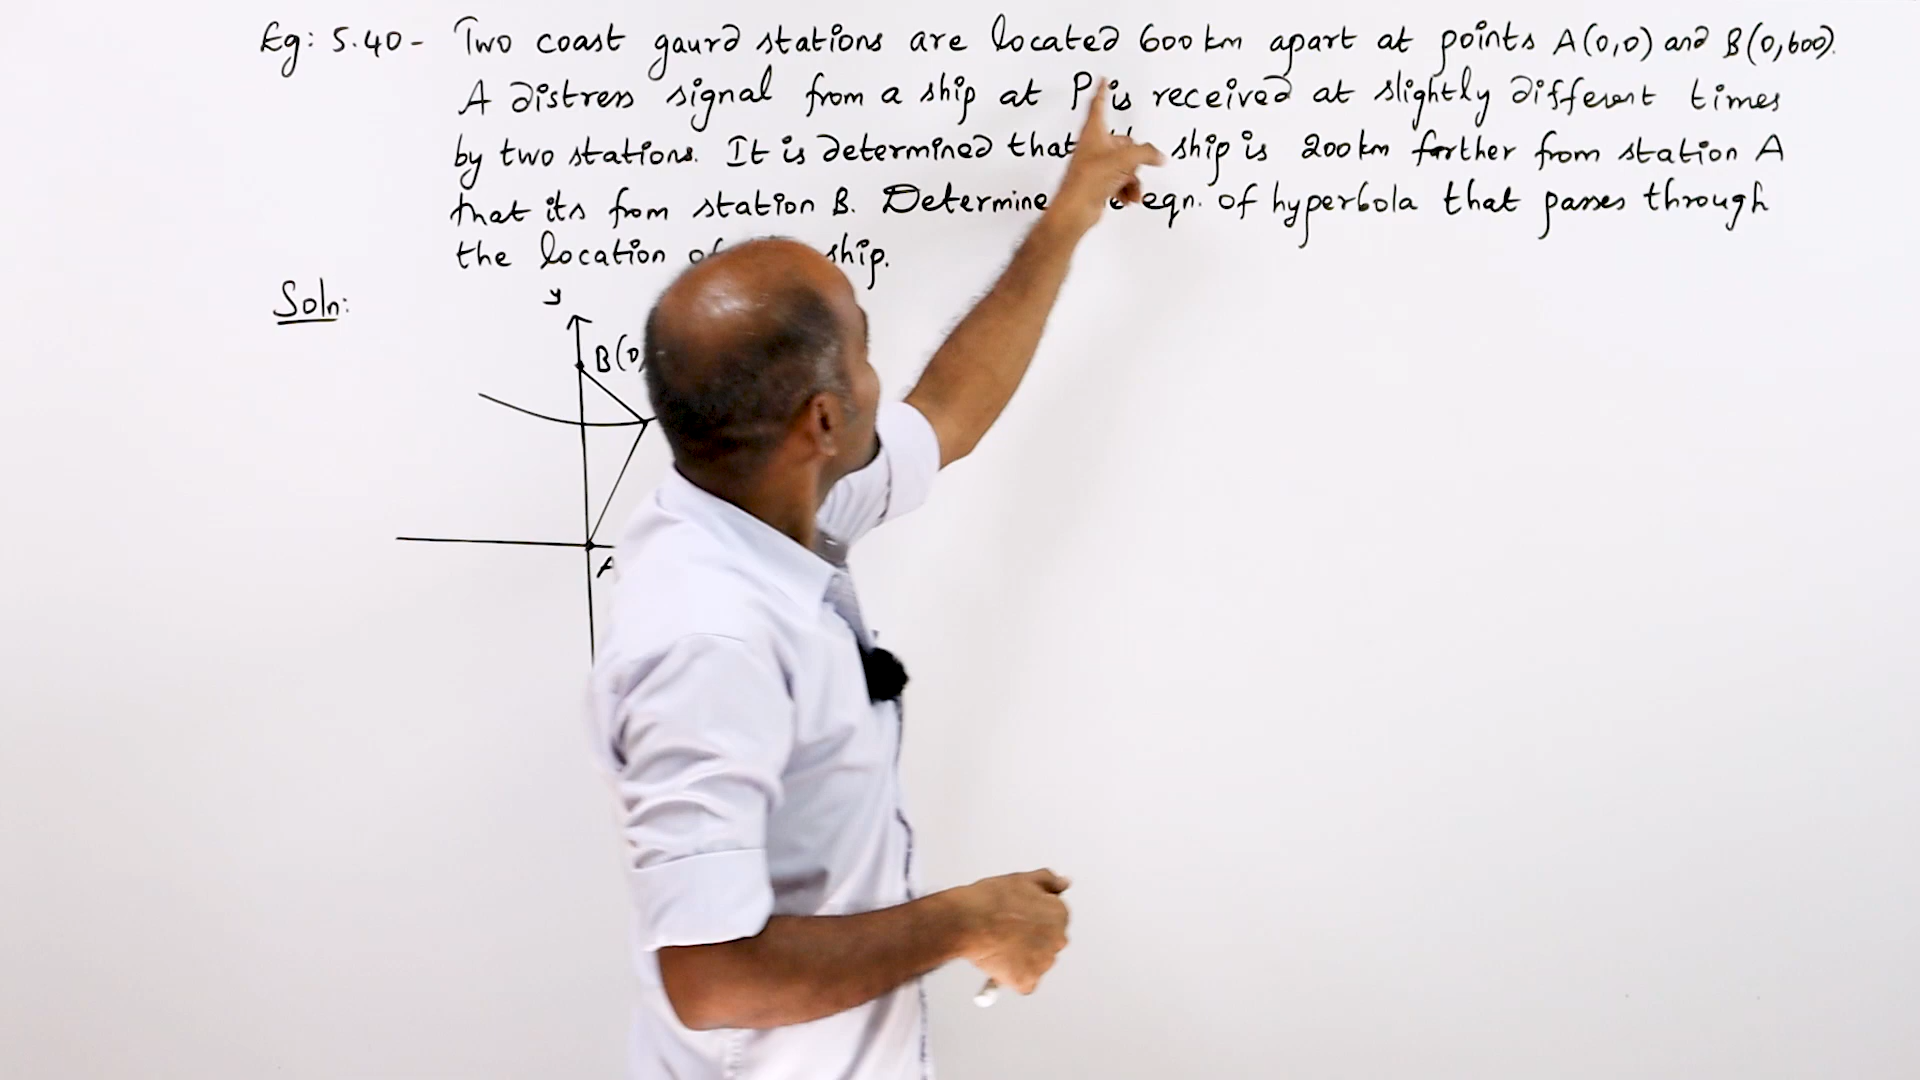 Eg: 5.40- Two coast gaurd stations are located 600 km apart at points A(0,0) and B(0,600).
A distress signal from a ship at P is received at slightly different times
by two stations. It is determined that ship is 200 km farther from station A
that its from station B. Determine eqn. of hyperbola that passes through
the location ship.
Soln:
y
B(0,
A